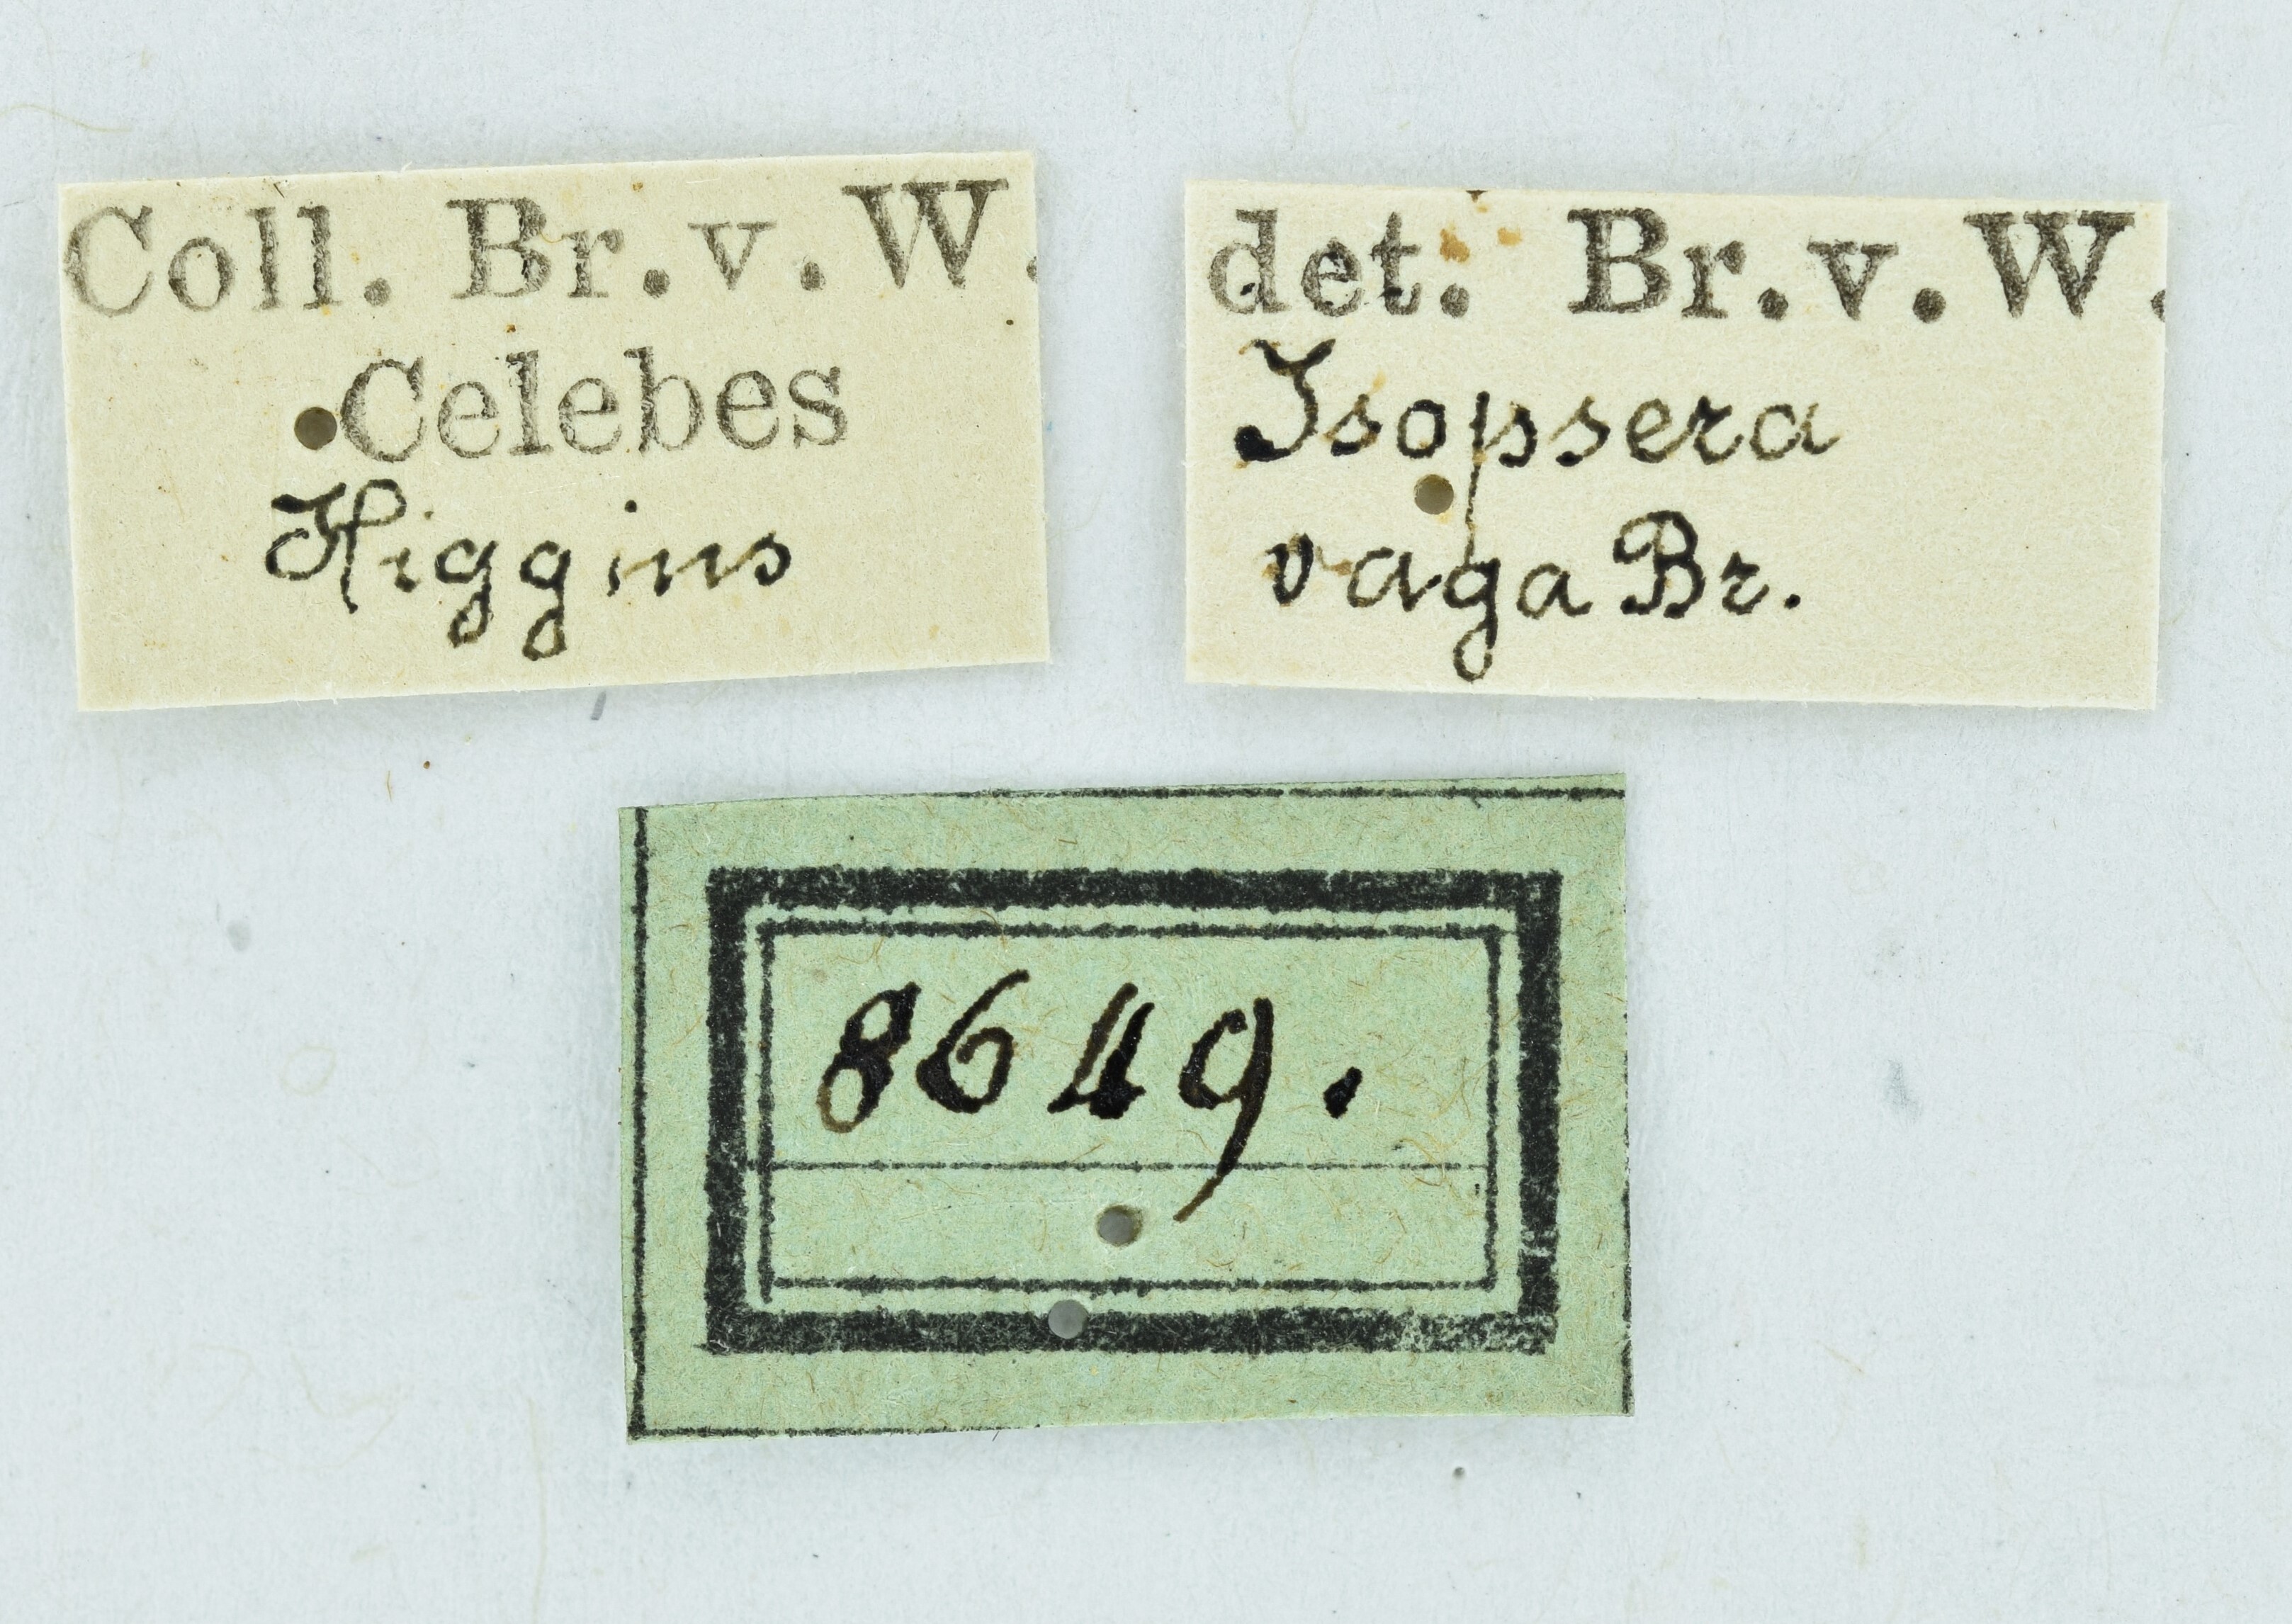 Coll. Br. v. W.
Celebes
Higgins
det. Br. v. W.
Isopsera
vaga Br.
8649.